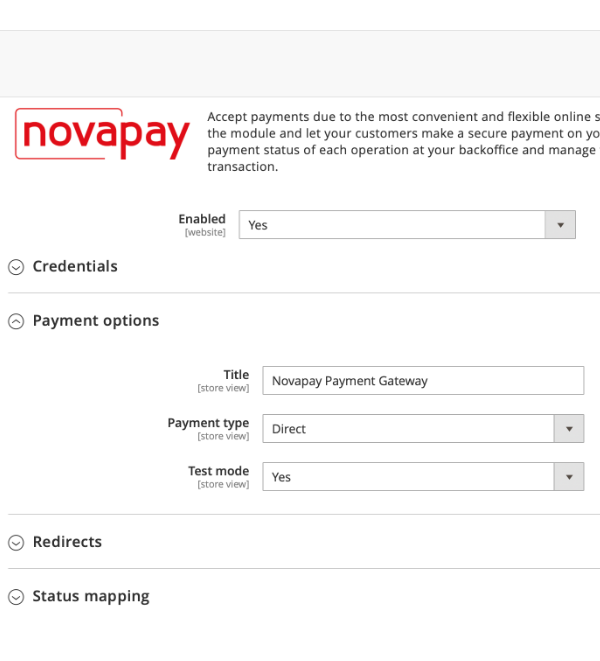 novapay
Accept payments due to the most convenient and flexible online s
the module and let your customers make a secure payment on yo
payment status of each operation at your backoffice and manage
transaction.
Enabled
[website]
Yes
Credentials
Payment options
Title
[store view]
Novapay Payment Gateway
Payment type
[store view]
Direct
Test mode
[store view]
Yes
Redirects
Status mapping